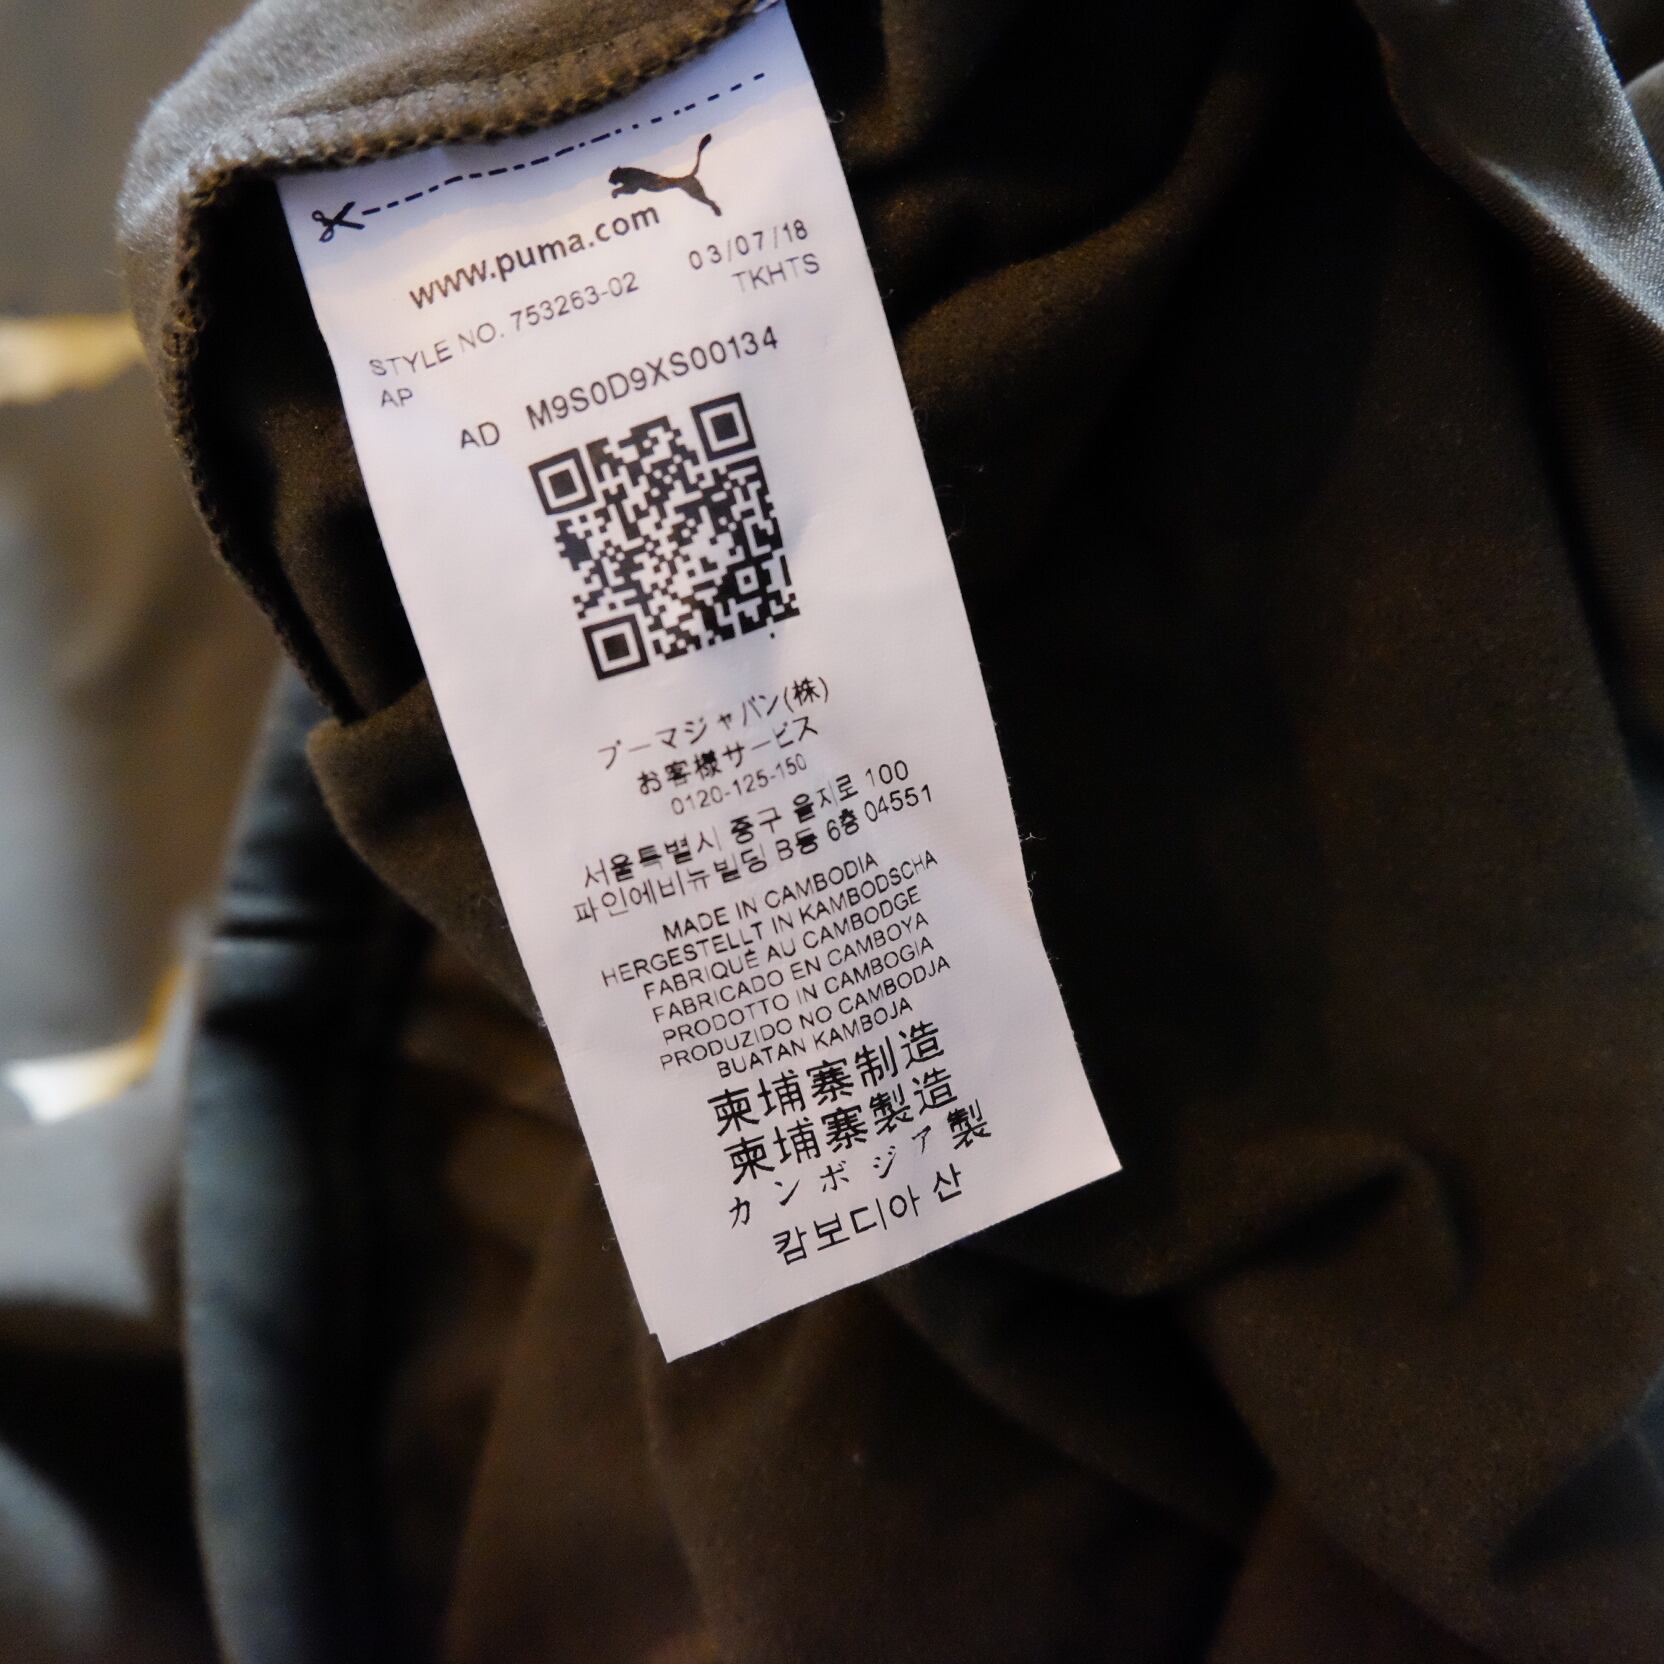 www.puma.com
STYLE NO. 753263-02 03/07/18
AP TKHTS
AD M9S0D9XS00134
プーマジャパン(株)
お客様サービス
0120-125-150
서울특별시 중구 을지로 100
파인에비뉴빌딩 B동 6층 04551
MADE IN CAMBODIA
HERGESTELLT IN KAMBODSCHA
FABRIQUÉ AU CAMBODGE
FABRICADO EN CAMBOYA
PRODOTTO IN CAMBOGIA
PRODUZIDO NO CAMBODJA
BUATAN KAMBOJA
柬埔寨制造
柬埔寨製造
カンボジア製
캄보디아 산